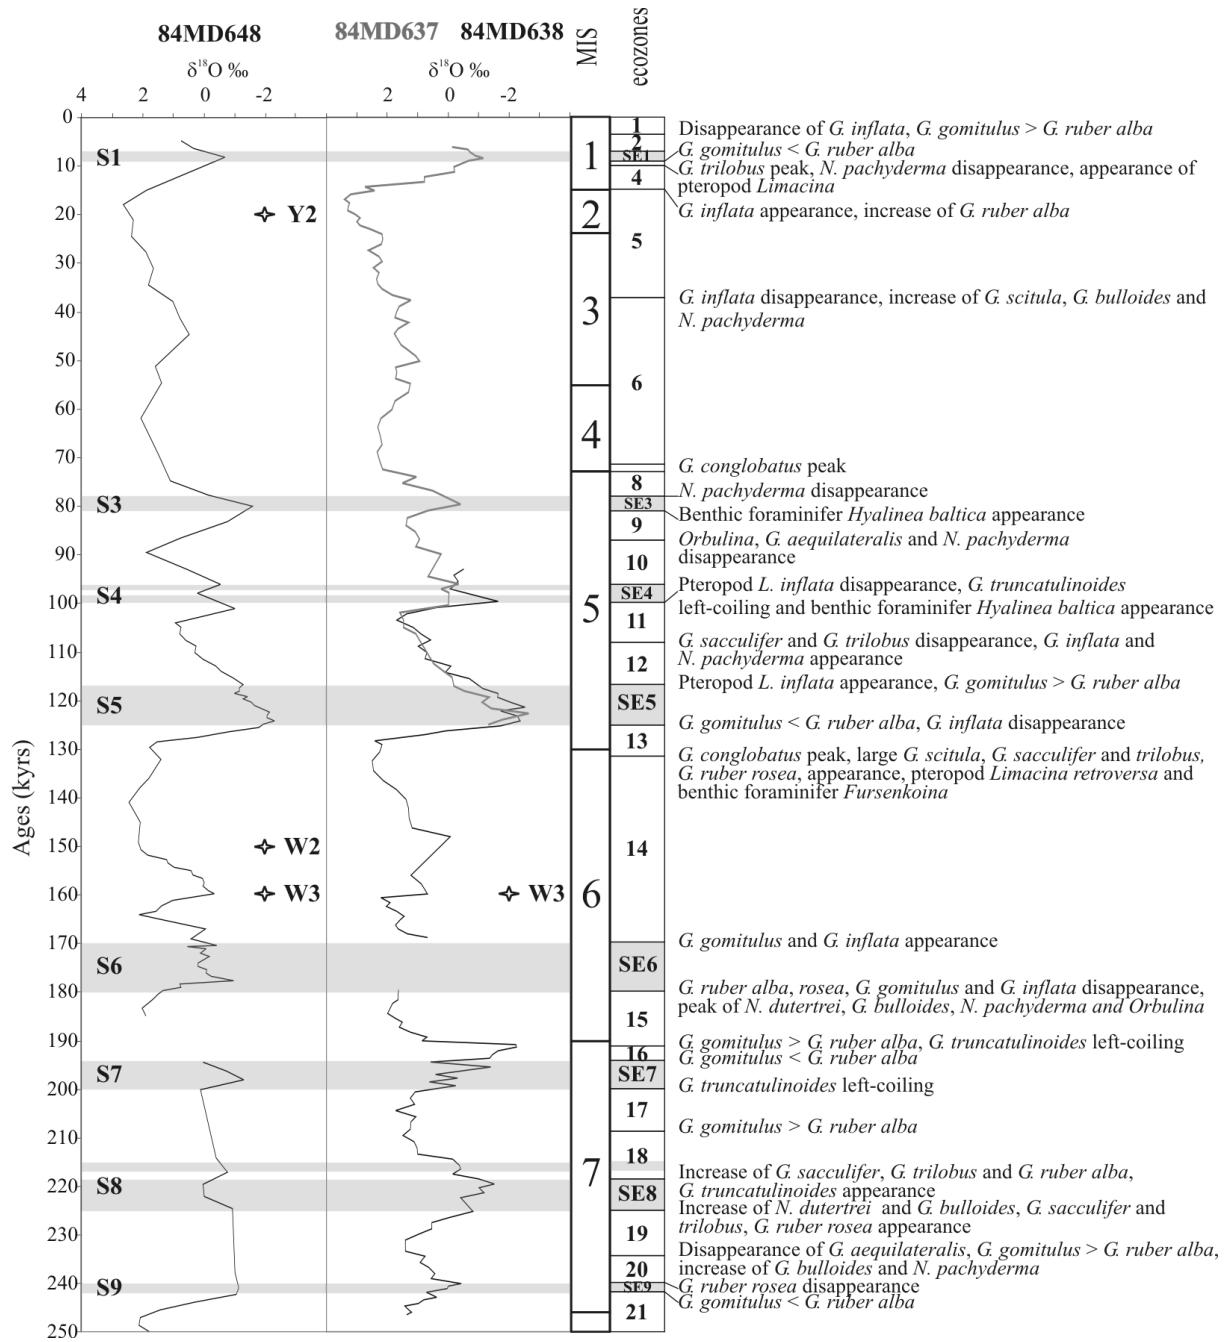 84MD648
84MD637
84MD638
MIS
ecozones
δ¹⁸O ‰
δ¹⁸O ‰
4 2 0 -2
2 0 -2
Ages (kyrs)
0
10
20
30
40
50
60
70
80
90
100
110
120
130
140
150
160
170
180
190
200
210
220
230
240
250
S1
S3
S4
S5
S6
S7
S8
S9
Y2
W2
W3
W3
1
2
3
4
5
6
7
1
2
SE1
4
5
6
8
SE3
9
10
SE4
11
12
SE5
13
14
SE6
15
16
SE7
17
18
SE8
19
20
SE9
21
Disappearance of G. inflata, G. gomitulus > G. ruber alba
G. gomitulus < G. ruber alba
G. trilobus peak, N. pachyderma disappearance, appearance of
pteropod Limacina
G. inflata appearance, increase of G. ruber alba
G. inflata disappearance, increase of G. scitula, G. bulloides and
N. pachyderma
G. conglobatus peak
N. pachyderma disappearance
Benthic foraminifer Hyalinea baltica appearance
Orbulina, G. aequilateralis and N. pachyderma
disappearance
Pteropod L. inflata disappearance, G. truncatulinoides
left-coiling and benthic foraminifer Hyalinea baltica appearance
G. sacculifer and G. trilobus disappearance, G. inflata and
N. pachyderma appearance
Pteropod L. inflata appearance, G. gomitulus > G. ruber alba
G. gomitulus < G. ruber alba, G. inflata disappearance
G. conglobatus peak, large G. scitula, G. sacculifer and trilobus,
G. ruber rosea, appearance, pteropod Limacina retroversa and
benthic foraminifer Fursenkoina
G. gomitulus and G. inflata appearance
G. ruber alba, rosea, G. gomitulus and G. inflata disappearance,
peak of N. dutertrei, G. bulloides, N. pachyderma and Orbulina
G. gomitulus > G. ruber alba, G. truncatulinoides left-coiling
G. gomitulus < G. ruber alba
G. truncatulinoides left-coiling
G. gomitulus > G. ruber alba
Increase of G. sacculifer, G. trilobus and G. ruber alba,
G. truncatulinoides appearance
Increase of N. dutertrei and G. bulloides, G. sacculifer and
trilobus, G. ruber rosea appearance
Disappearance of G. aequilateralis, G. gomitulus > G. ruber alba,
increase of G. bulloides and N. pachyderma
G. ruber rosea disappearance
G. gomitulus < G. ruber alba